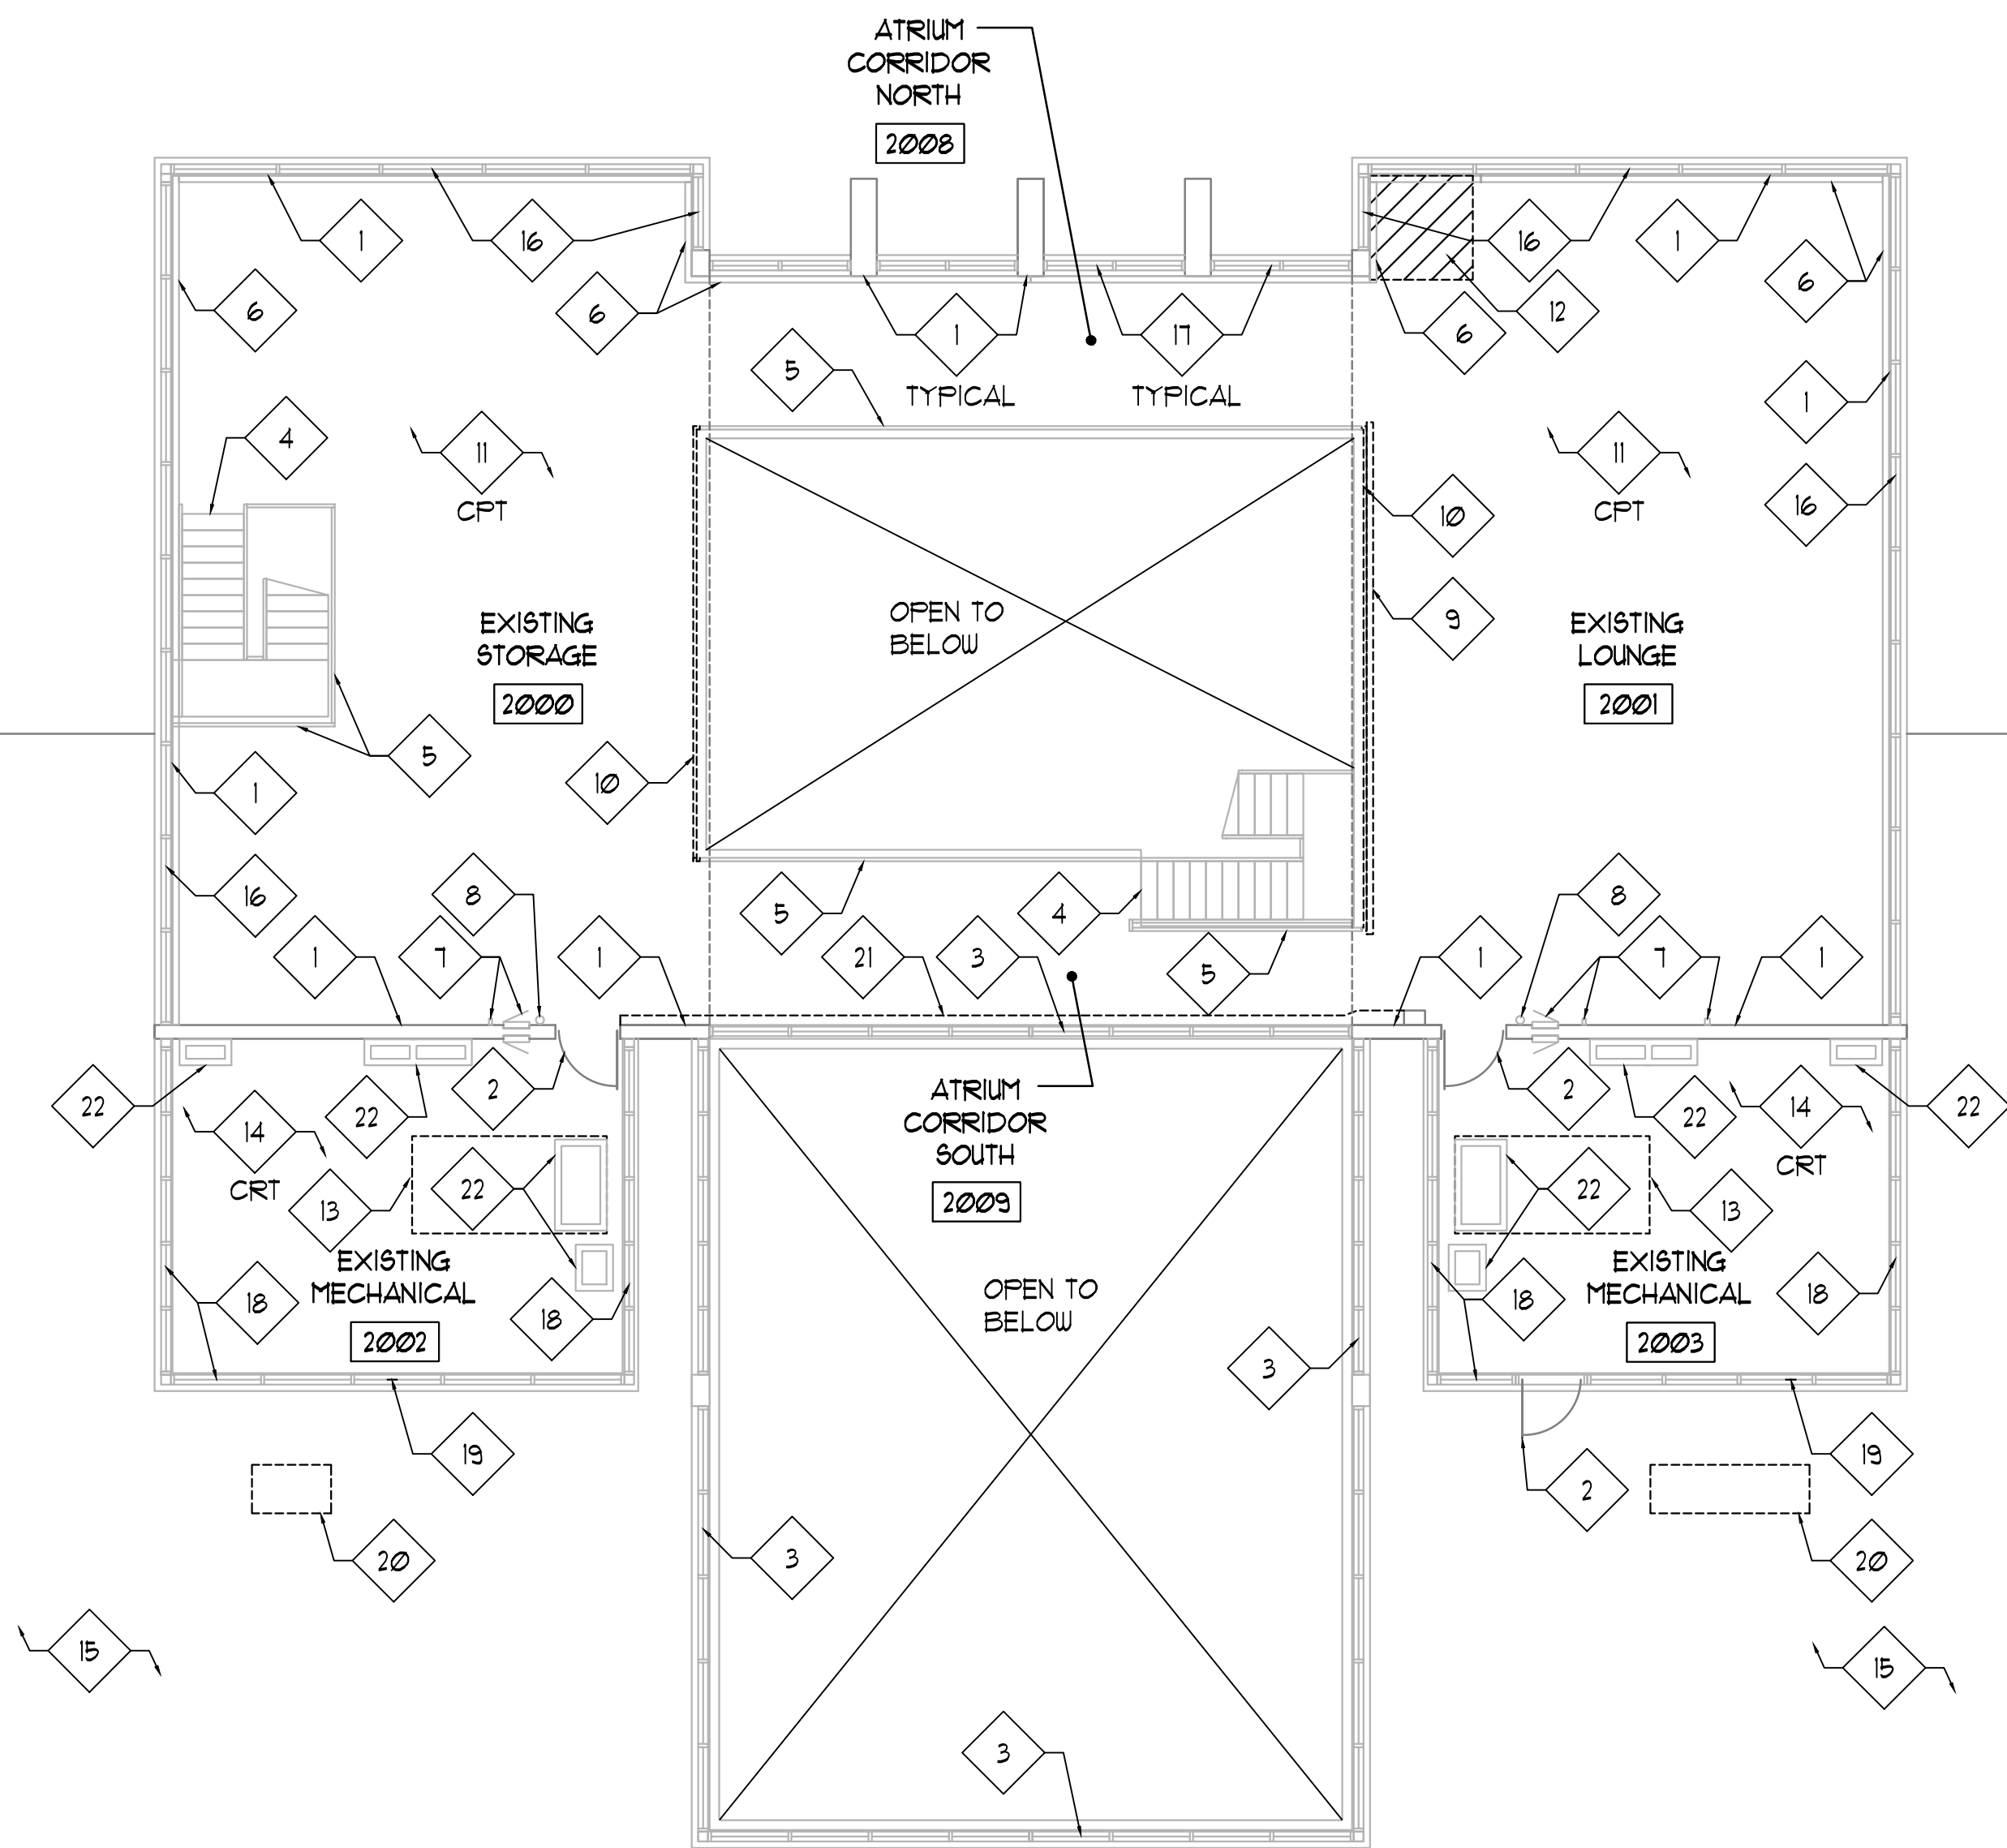 ATRIUM
CORRIDOR
NORTH
2008
1
16
16
1
6
6
6
12
6
1
17
5
TYPICAL
TYPICAL
1
4
11
CPT
11
CPT
16
10
9
OPEN TO
BELOW
EXISTING
STORAGE
2000
EXISTING
LOUNGE
2001
5
1
10
16
8
8
5
4
1
7
1
21
3
5
1
7
1
22
22
2
14
CRT
13
22
2
22
14
CRT
22
22
13
ATRIUM
CORRIDOR
SOUTH
2009
EXISTING
MECHANICAL
2002
18
18
OPEN TO
BELOW
EXISTING
MECHANICAL
2003
18
18
3
19
19
2
20
3
20
15
15
3